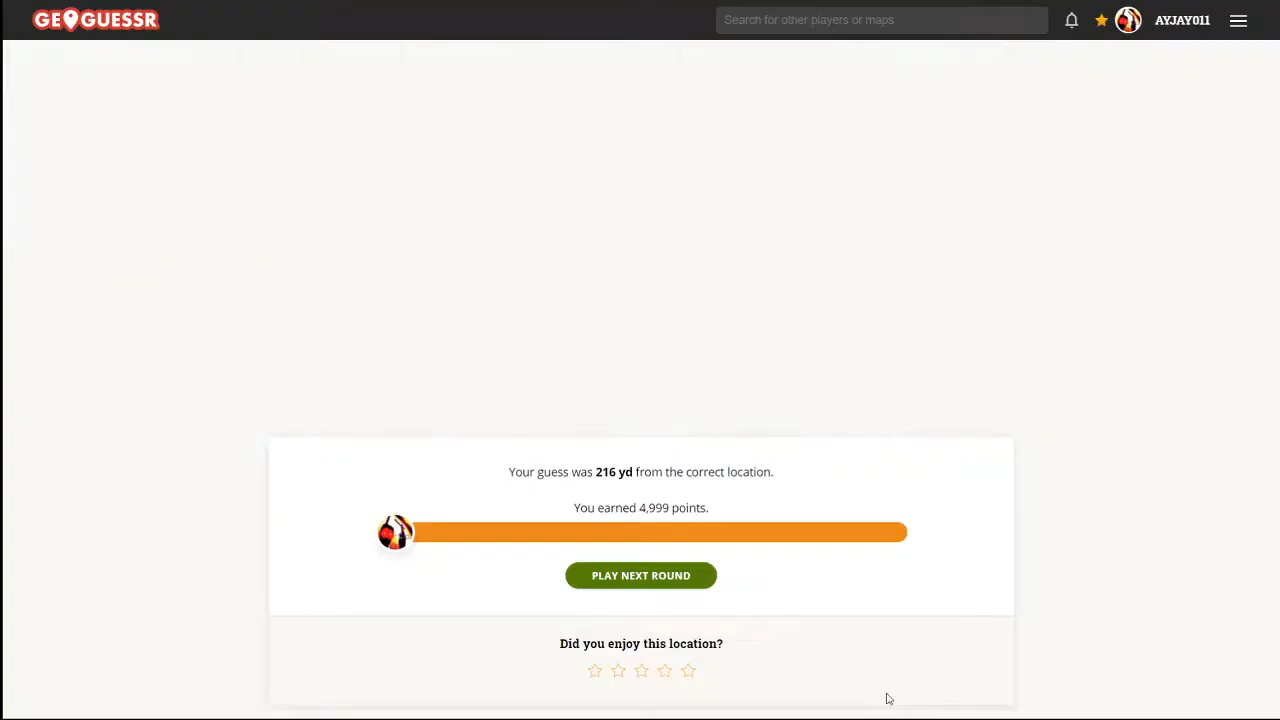 GEOGUESSR
Search for other players or maps
AYJAY011
Your guess was 216 yd from the correct location.
You earned 4,999 points.
PLAY NEXT ROUND
Did you enjoy this location?